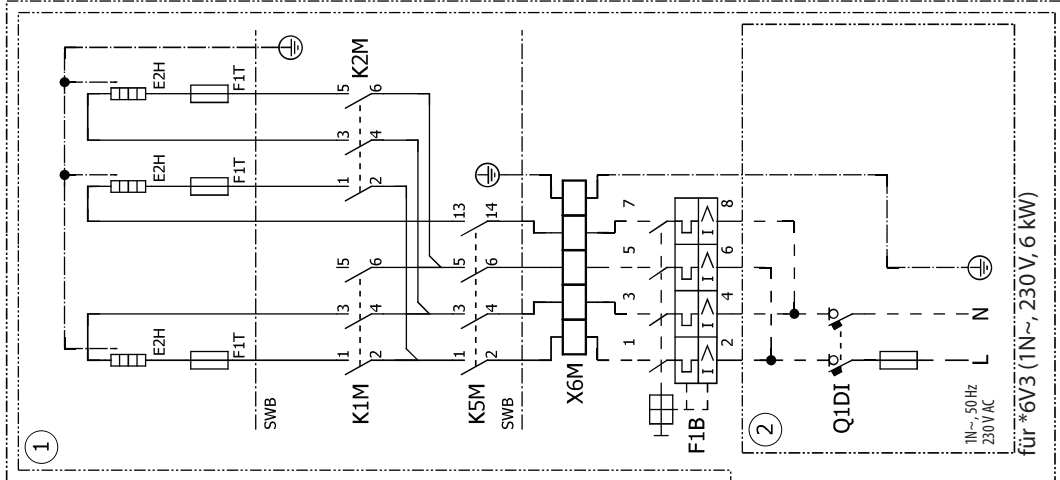 1
E2H
F1T
K2M
5
6
3
4
E2H
F1T
1
2
13
14
7
8
5
6
5
6
5
6
3
4
3
4
3
4
E2H
F1T
1
2
1
2
1
2
SWB
K1M
K5M
SWB
X6M
F1B
I>
I>
I>
I>
2
Q1DI
L
N
1N~, 50 Hz
230 V AC
für *6V3 (1N~, 230 V, 6 kW)